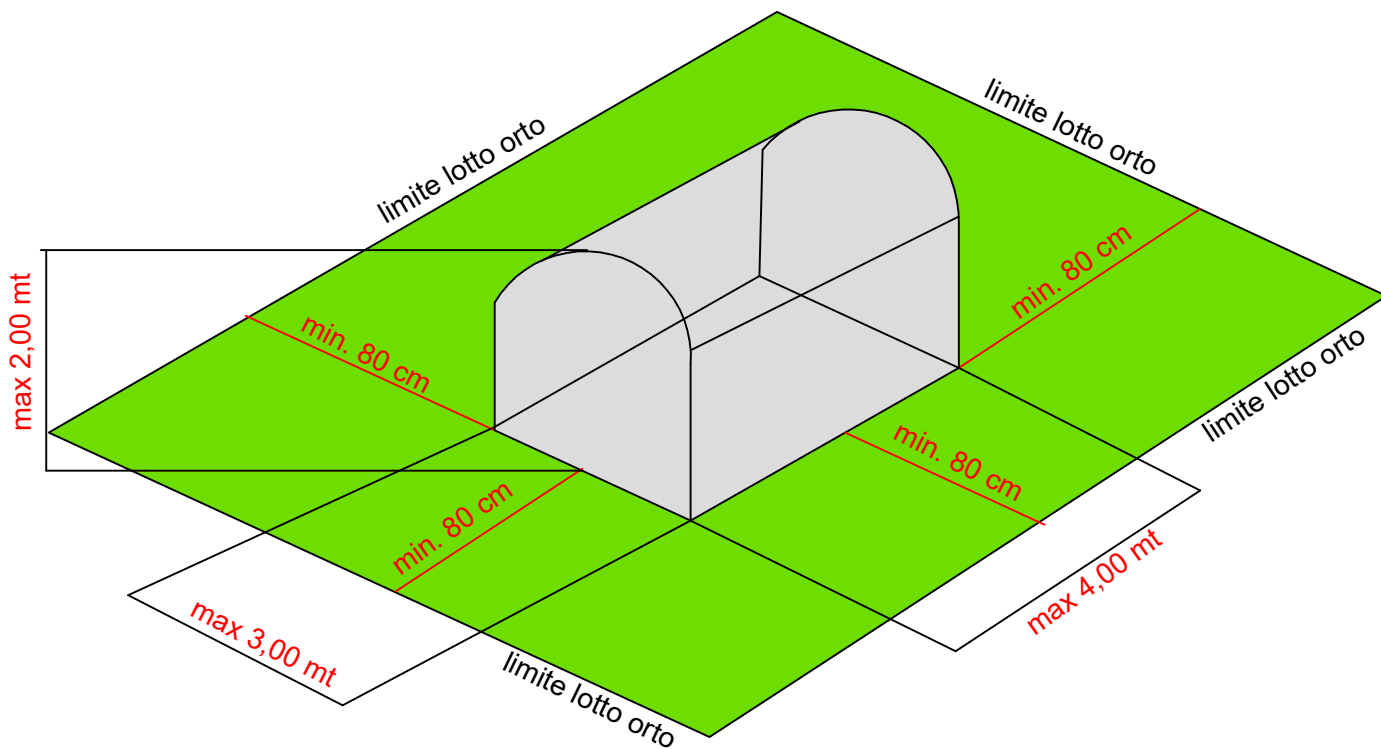 limite lotto orto
limite lotto orto
max 2,00 mt
min. 80 cm
min. 80 cm
min. 80 cm
min. 80 cm
limite lotto orto
max 3,00 mt
max 4,00 mt
limite lotto orto